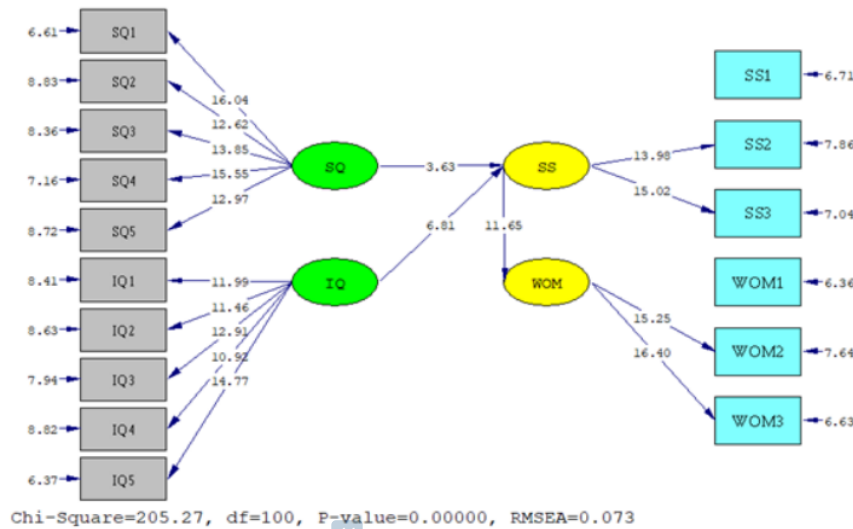 6.61 SQ1
8.83 SQ2
8.36 SQ3
7.16 SQ4
8.72 SQ5
8.41 IQ1
8.63 IQ2
7.94 IQ3
8.82 IQ4
6.37 IQ5
16.04
12.62
13.85
15.55
12.97
11.99
11.46
12.91
10.92
14.77
SQ
IQ
3.63
6.81
SS
11.65
WOM
13.98
15.02
15.25
16.40
SS1 6.71
SS2 7.86
SS3 7.04
WOM1 6.36
WOM2 7.64
WOM3 6.63
Chi-Square=205.27, df=100, P-value=0.00000, RMSEA=0.073